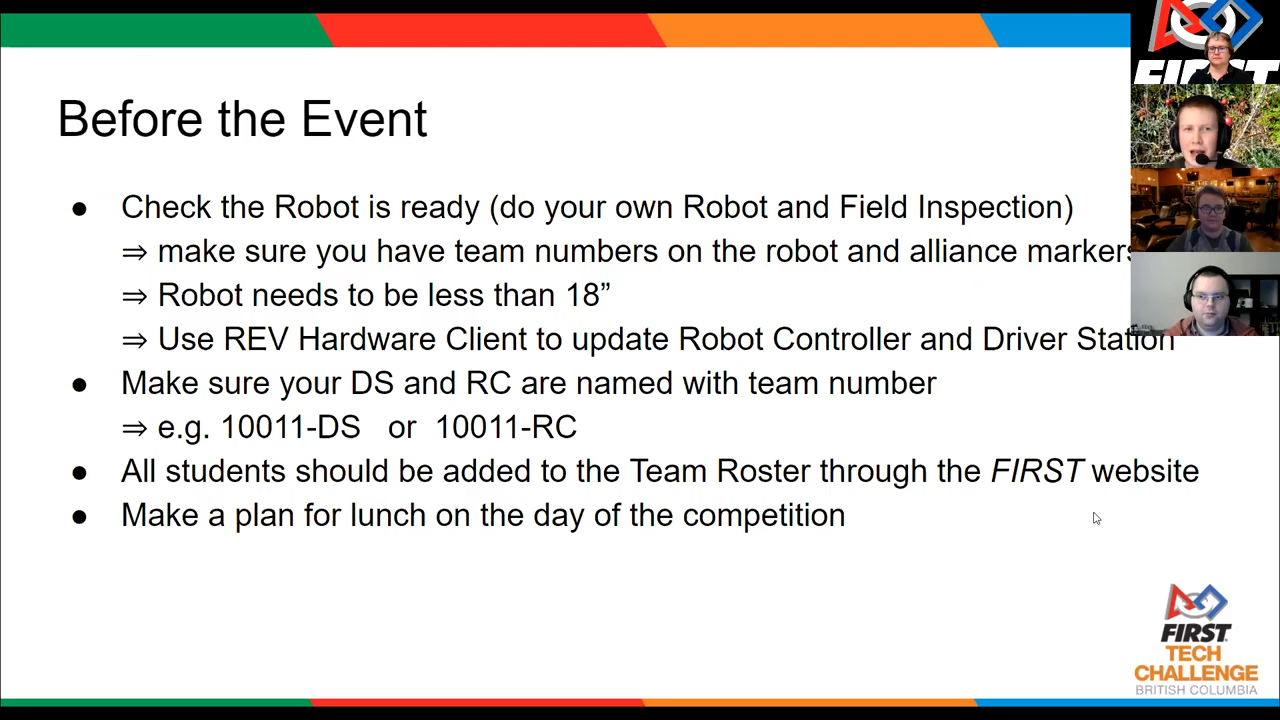 FIRST
Before the Event
● Check the Robot is ready (do your own Robot and Field Inspection)
⇒ make sure you have team numbers on the robot and alliance markers
⇒ Robot needs to be less than 18”
⇒ Use REV Hardware Client to update Robot Controller and Driver Station
● Make sure your DS and RC are named with team number
⇒ e.g. 10011-DS or 10011-RC
● All students should be added to the Team Roster through the FIRST website
● Make a plan for lunch on the day of the competition
FIRST
TECH
CHALLENGE
BRITISH COLUMBIA